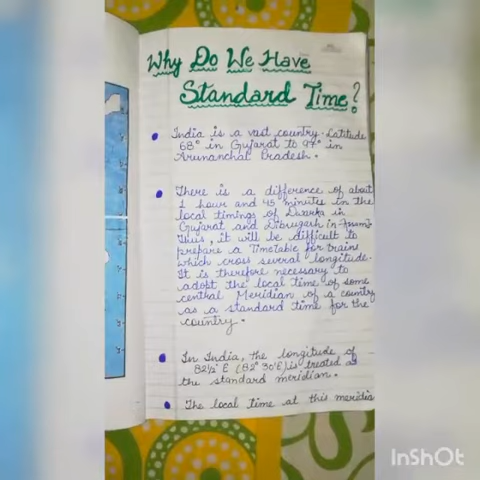 Why Do We Have
Standard Time?
India is a vast country. Latitude
68° in Gujarat to 97° in
Arunanchal Pradesh.
There is a difference of about
1 hour and 45 minutes in the
local timings of Dwarka in
Gujarat and Dibrugarh in Assam.
Thus, it will be difficult to
prepare a Timetable for trains
which cross several longitude.
It is therefore necessary to
adopt the local time of some
central Meridian of a country
as a standard time for the
country.
In India, the longitude of
82½° E (82° 30'E) is treated as
the standard meridian.
The local time at this meridia
InShOt